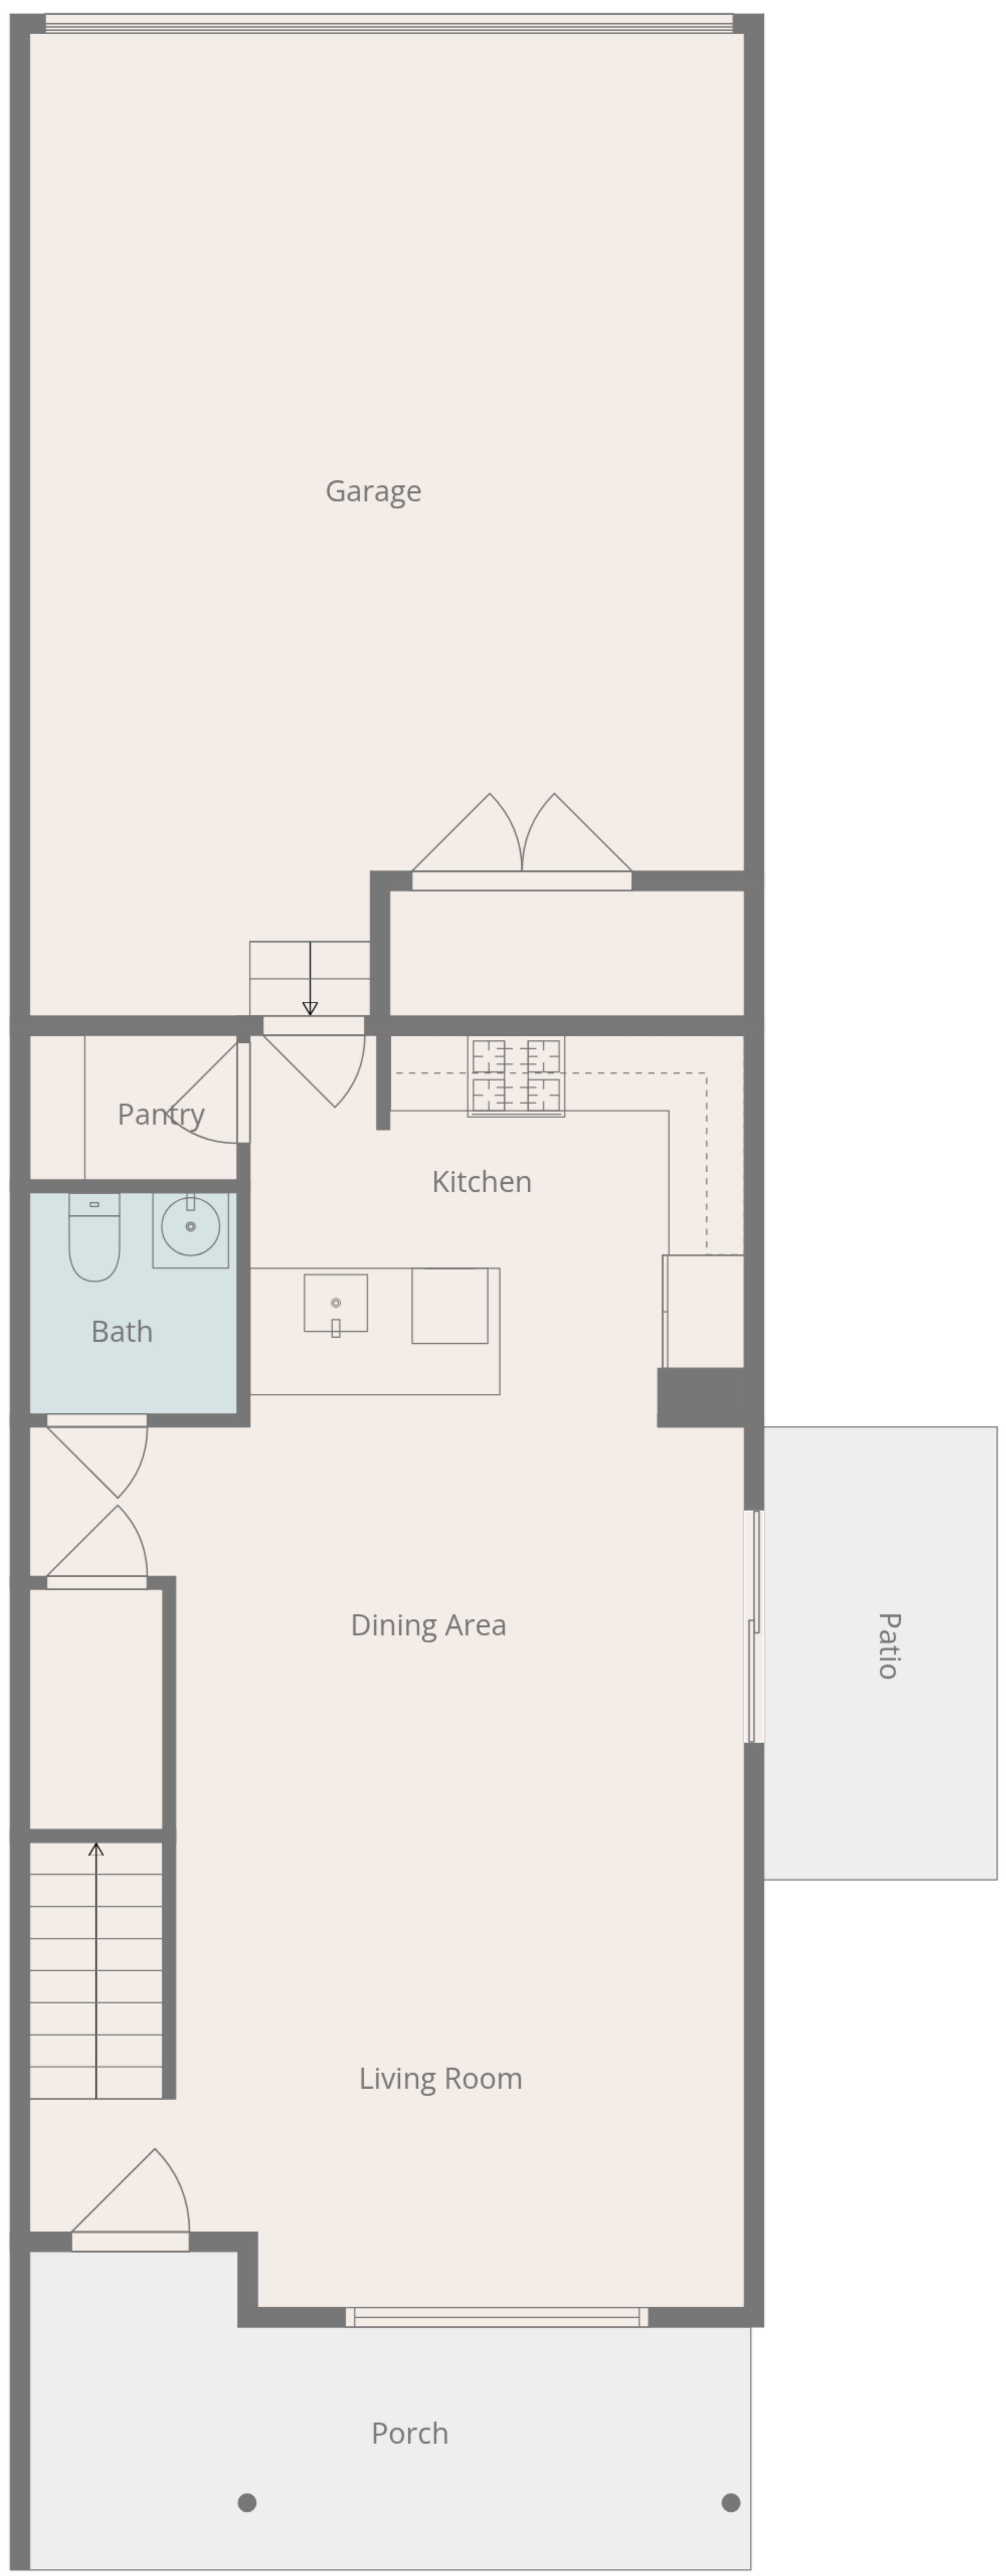 Garage
Pantry
Kitchen
Bath
Dining Area
Patio
Living Room
Porch